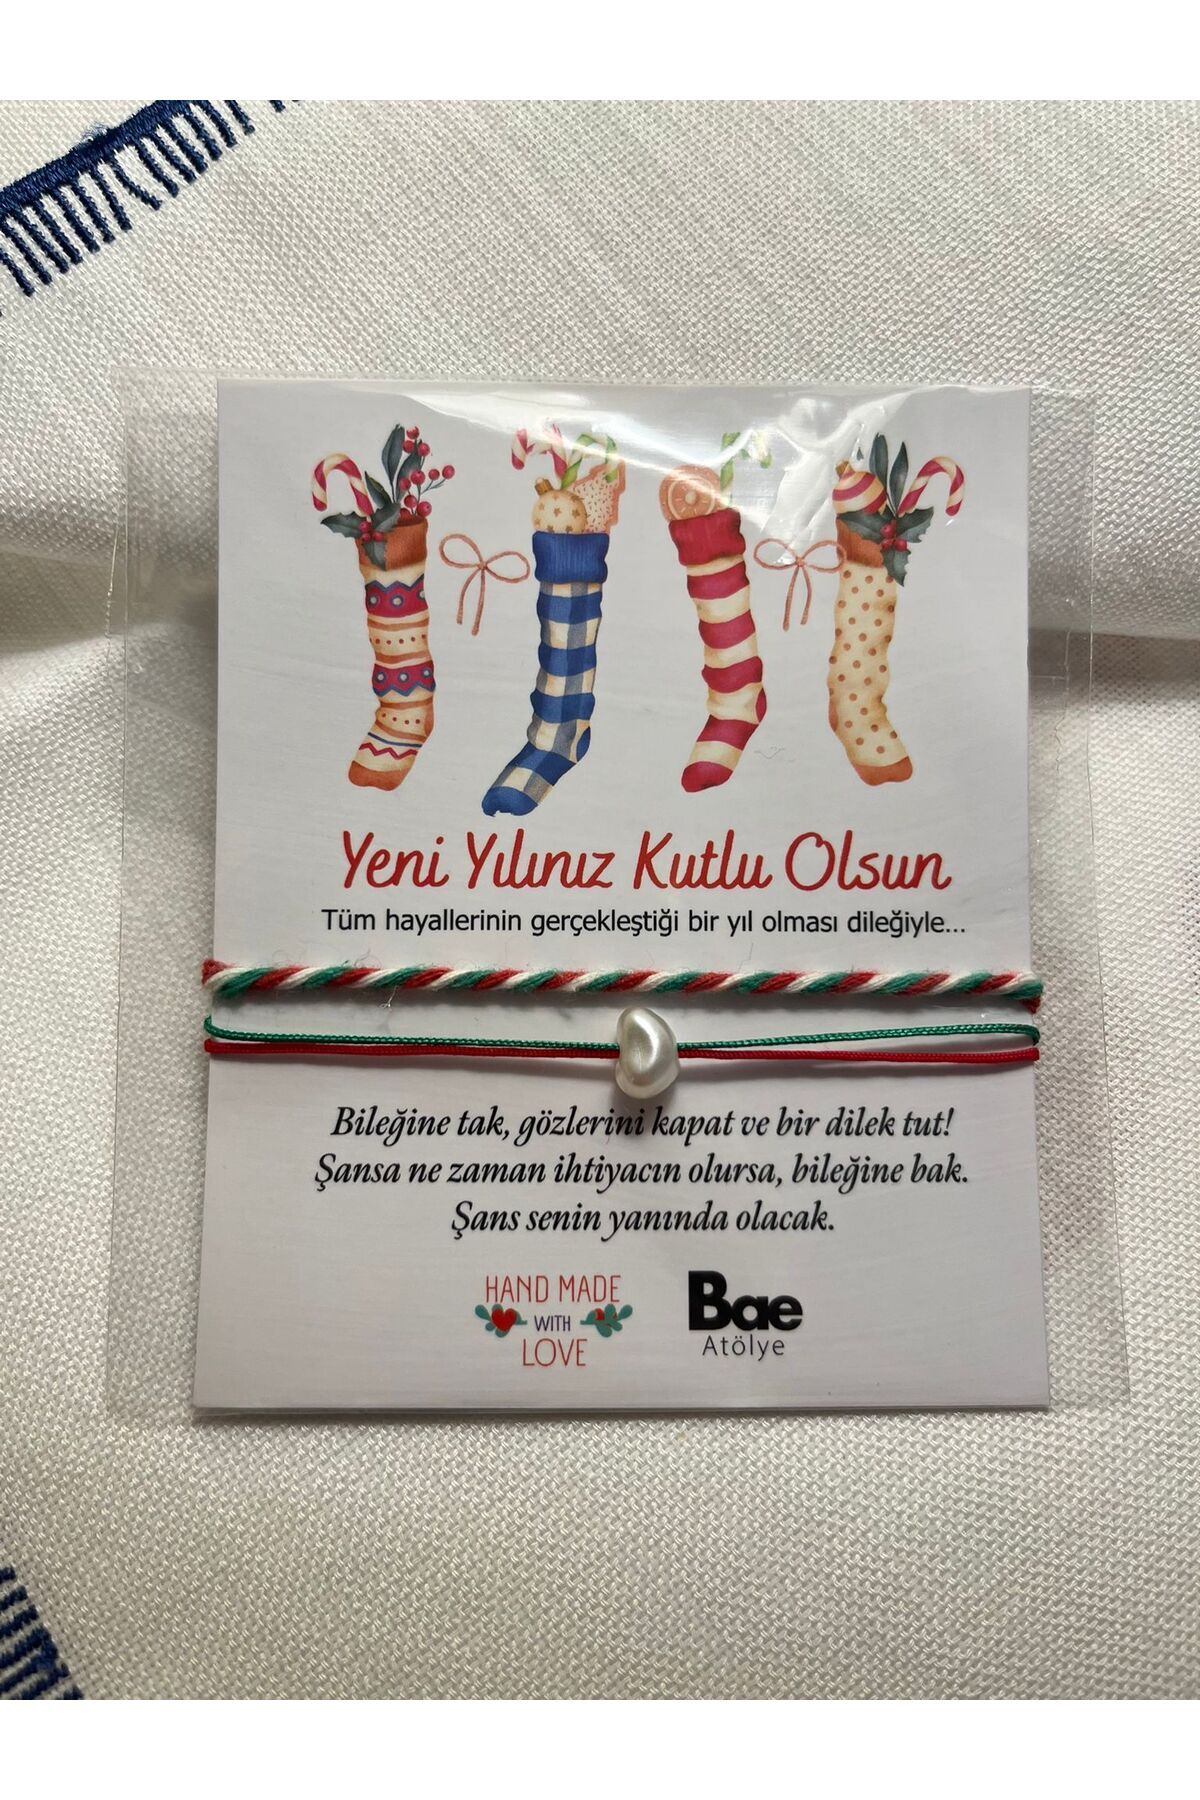 Yeni Yılınız Kutlu Olsun
Tüm hayallerinin gerçekleştiği bir yıl olması dileğiyle...
Bileğine tak, gözlerini kapat ve bir dilek tut!
Şansa ne zaman ihtiyacın olursa, bileğine bak.
Şans senin yanında olacak.
HAND MADE
WITH
LOVE
Bae
Atölye